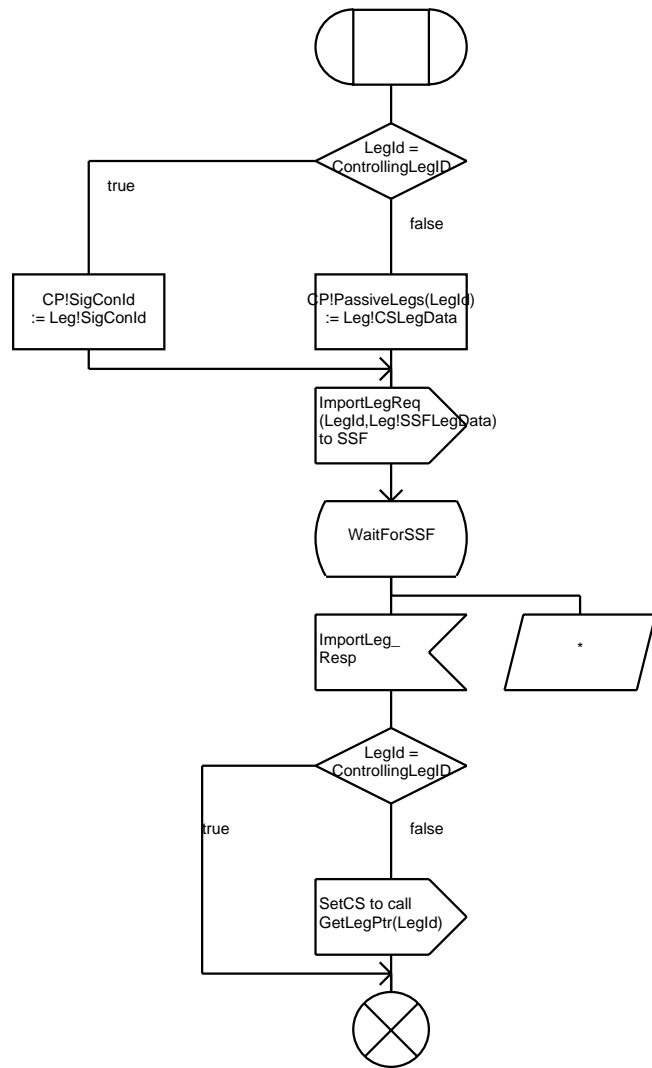 LegId =
ControllingLegID
true
false
CP!SigConId
:= Leg!SigConId
CP!PassiveLegs(LegId)
:= Leg!CSLegData
ImportLegReq
(LegId,Leg!SSFLegData)
to SSF
WaitForSSF
ImportLeg_
Resp
*
LegId =
ControllingLegID
true
false
SetCS to call
GetLegPtr(LegId)